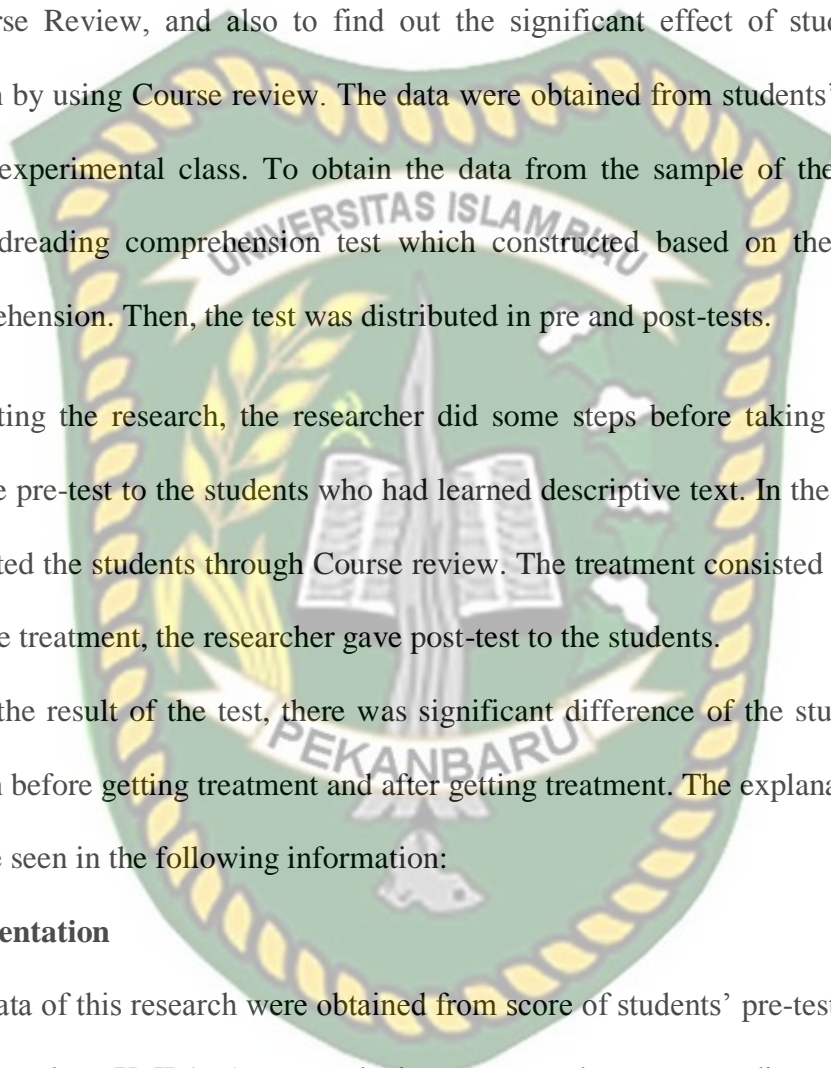 rse Review, and also to find out the significant effect of stu
n by using Course review. The data were obtained from students'
experimental class. To obtain the data from the sample of the
dreading comprehension test which constructed based on the
UNIVERSITAS ISLAM RIAU
ehension. Then, the test was distributed in pre and post-tests.
ting the research, the researcher did some steps before taking
e pre-test to the students who had learned descriptive text. In the
ted the students through Course review. The treatment consisted
e treatment, the researcher gave post-test to the students.
the result of the test, there was significant difference of the stu
PEKANBARU
n before getting treatment and after getting treatment. The explana
e seen in the following information:
entation
ata of this research were obtained from score of students' pre-test